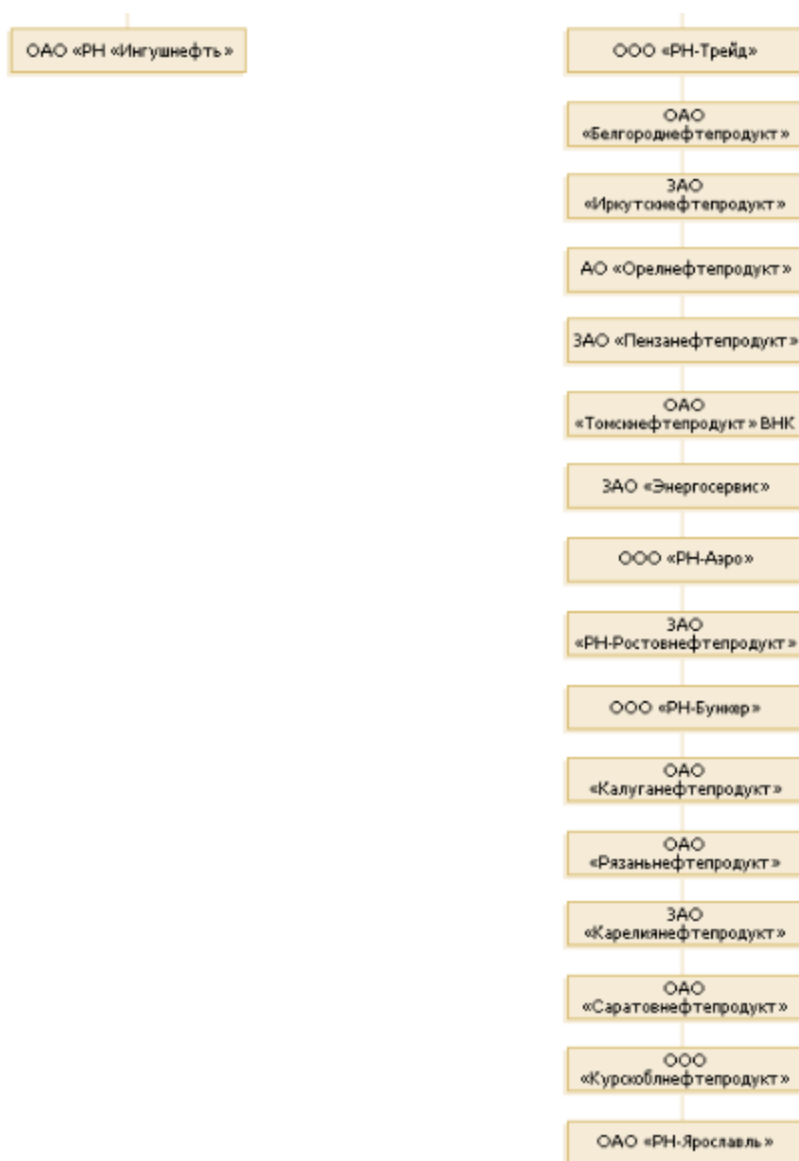 ОАО «РН «Ингушнефть»
ООО «РН-Трейд»
ОАО
«Белгороднефтепродукт»
ЗАО
«Иркутскнефтепродукт»
АО «Орелнефтепродукт»
ЗАО «Пензанефтепродукт»
ОАО
«Томскнефтепродукт» ВНК
ЗАО «Энергосервис»
ООО «РН-Аэро»
ЗАО
«РН-Ростовнефтепродукт»
ООО «РН-Бункер»
ОАО
«Калуганефтепродукт»
ОАО
«Рязаньнефтепродукт»
ЗАО
«Карелиянефтепродукт»
ОАО
«Саратовнефтепродукт»
ООО
«Курскоблнефтепродукт»
ОАО «РН-Ярославль»